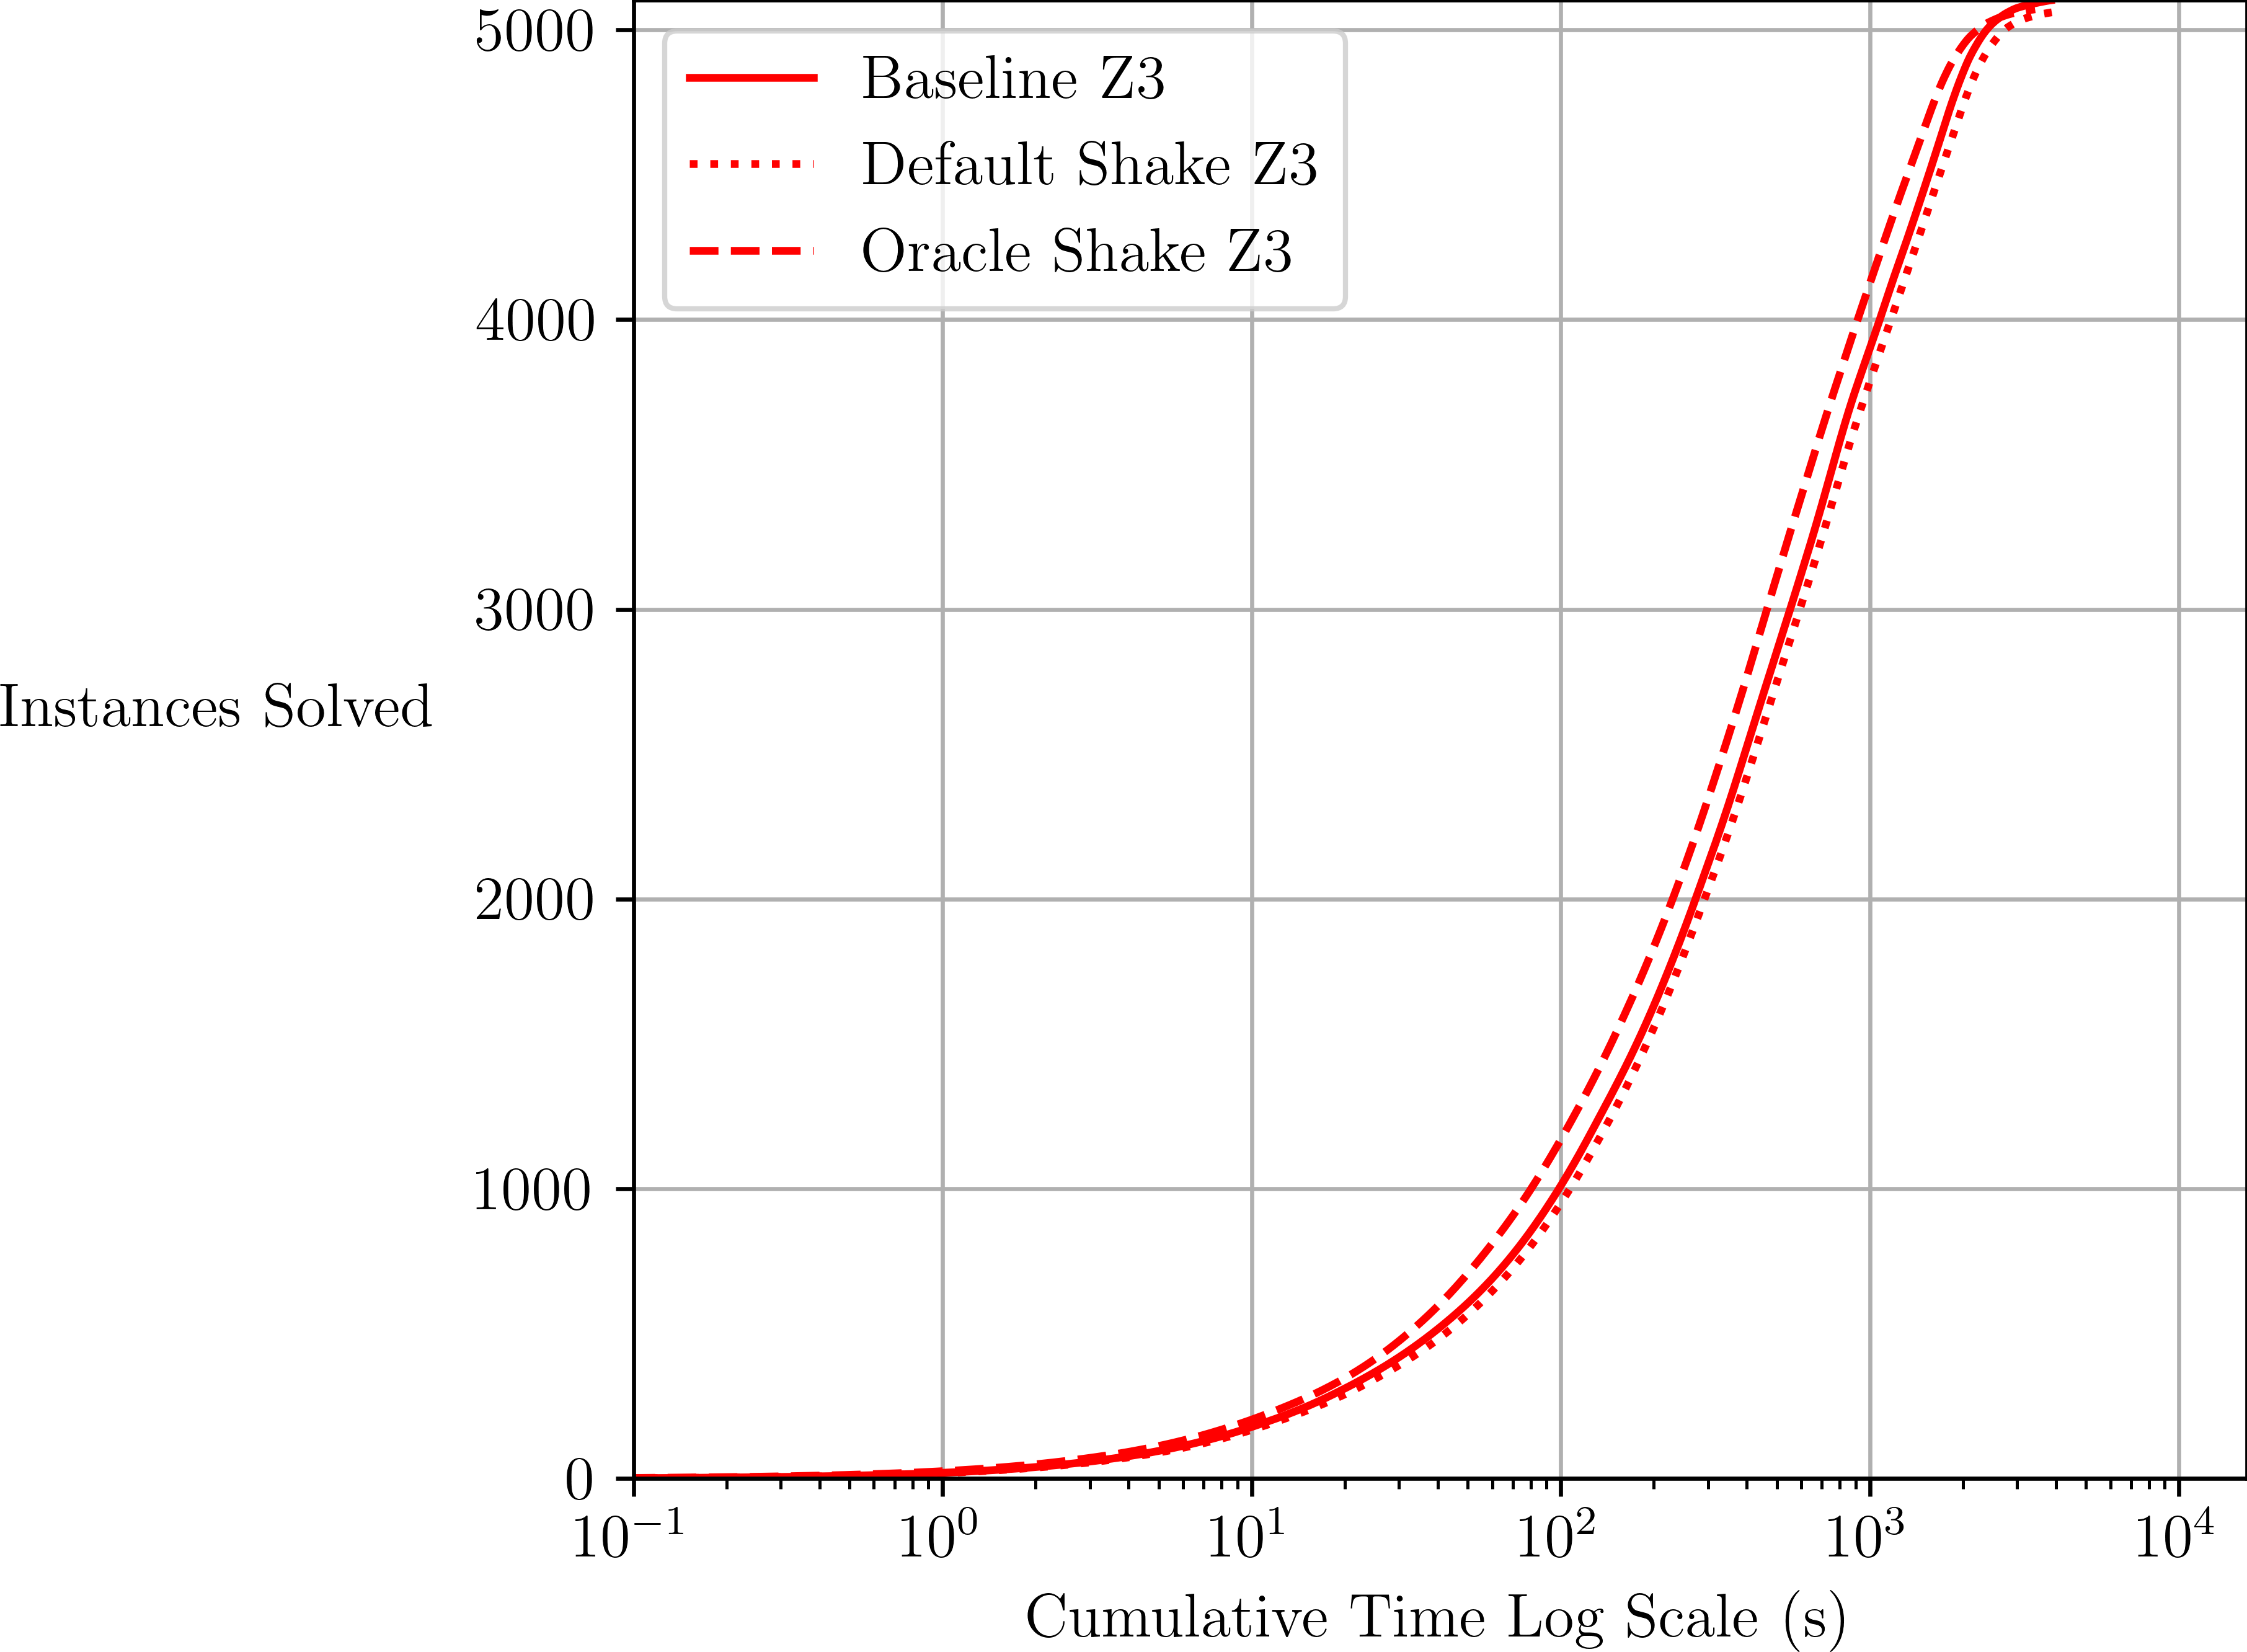 5000
Baseline Z3
Default Shake Z3
Oracle Shake Z3
4000
3000
Instances Solved
2000
1000
0
10⁻¹ 10⁰ 10¹ 10² 10³ 10⁴
Cumulative Time Log Scale (s)